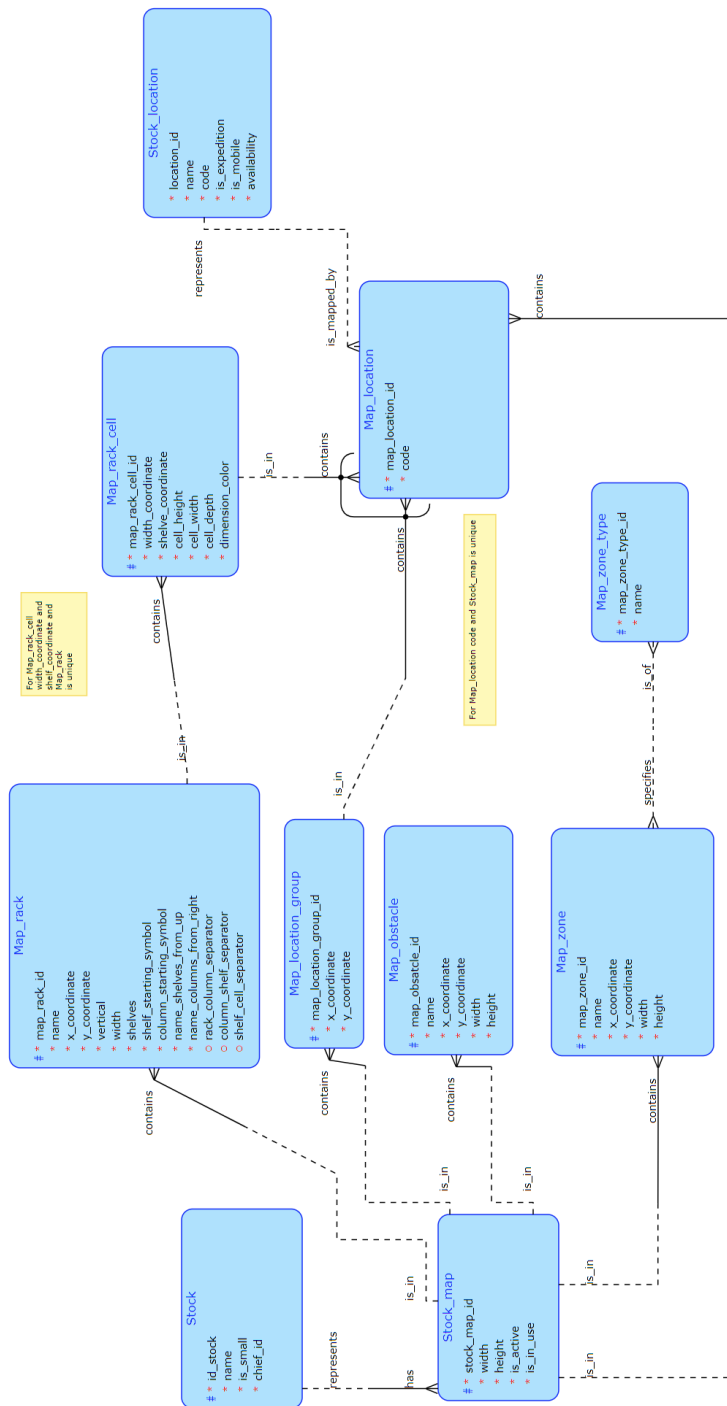 Stock
# * id_stock
* name
* is_small
* chief_id
represents
has
Stock_map
# * stock_map_id
* width
* height
* is_active
* is_in_use
is_in
contains
Map_rack
# * map_rack_id
* name
* x_coordinate
* y_coordinate
* vertical
* width
* shelves
* shelf_starting_symbol
* column_starting_symbol
* name_shelves_from_up
* name_columns_from_right
○ rack_column_separator
○ column_shelf_separator
○ shelf_cell_separator
is_in
contains
For Map_rack_cell
width_coordinate and
shelf_coordinate and
Map_rack
is unique
Map_rack_cell
# * map_rack_cell_id
* width_coordinate
* shelve_coordinate
* cell_height
* cell_width
* cell_depth
* dimension_color
is_in
contains
Stock_location
* location_id
* name
* code
* is_expedition
* is_mobile
* availability
represents
is_mapped_by
is_in
contains
Map_location_group
# * map_location_group_id
* x_coordinate
* y_coordinate
is_in
contains
Map_location
# * map_location_id
* code
is_in
contains
Map_obstacle
# * map_obsatcle_id
* name
* x_coordinate
* y_coordinate
* width
* height
For Map_location code and Stock_map is unique
is_in
contains
Map_zone
# * map_zone_id
* name
* x_coordinate
* y_coordinate
* width
* height
specifies
is_of
Map_zone_type
# * map_zone_type_id
* name
is_in
contains